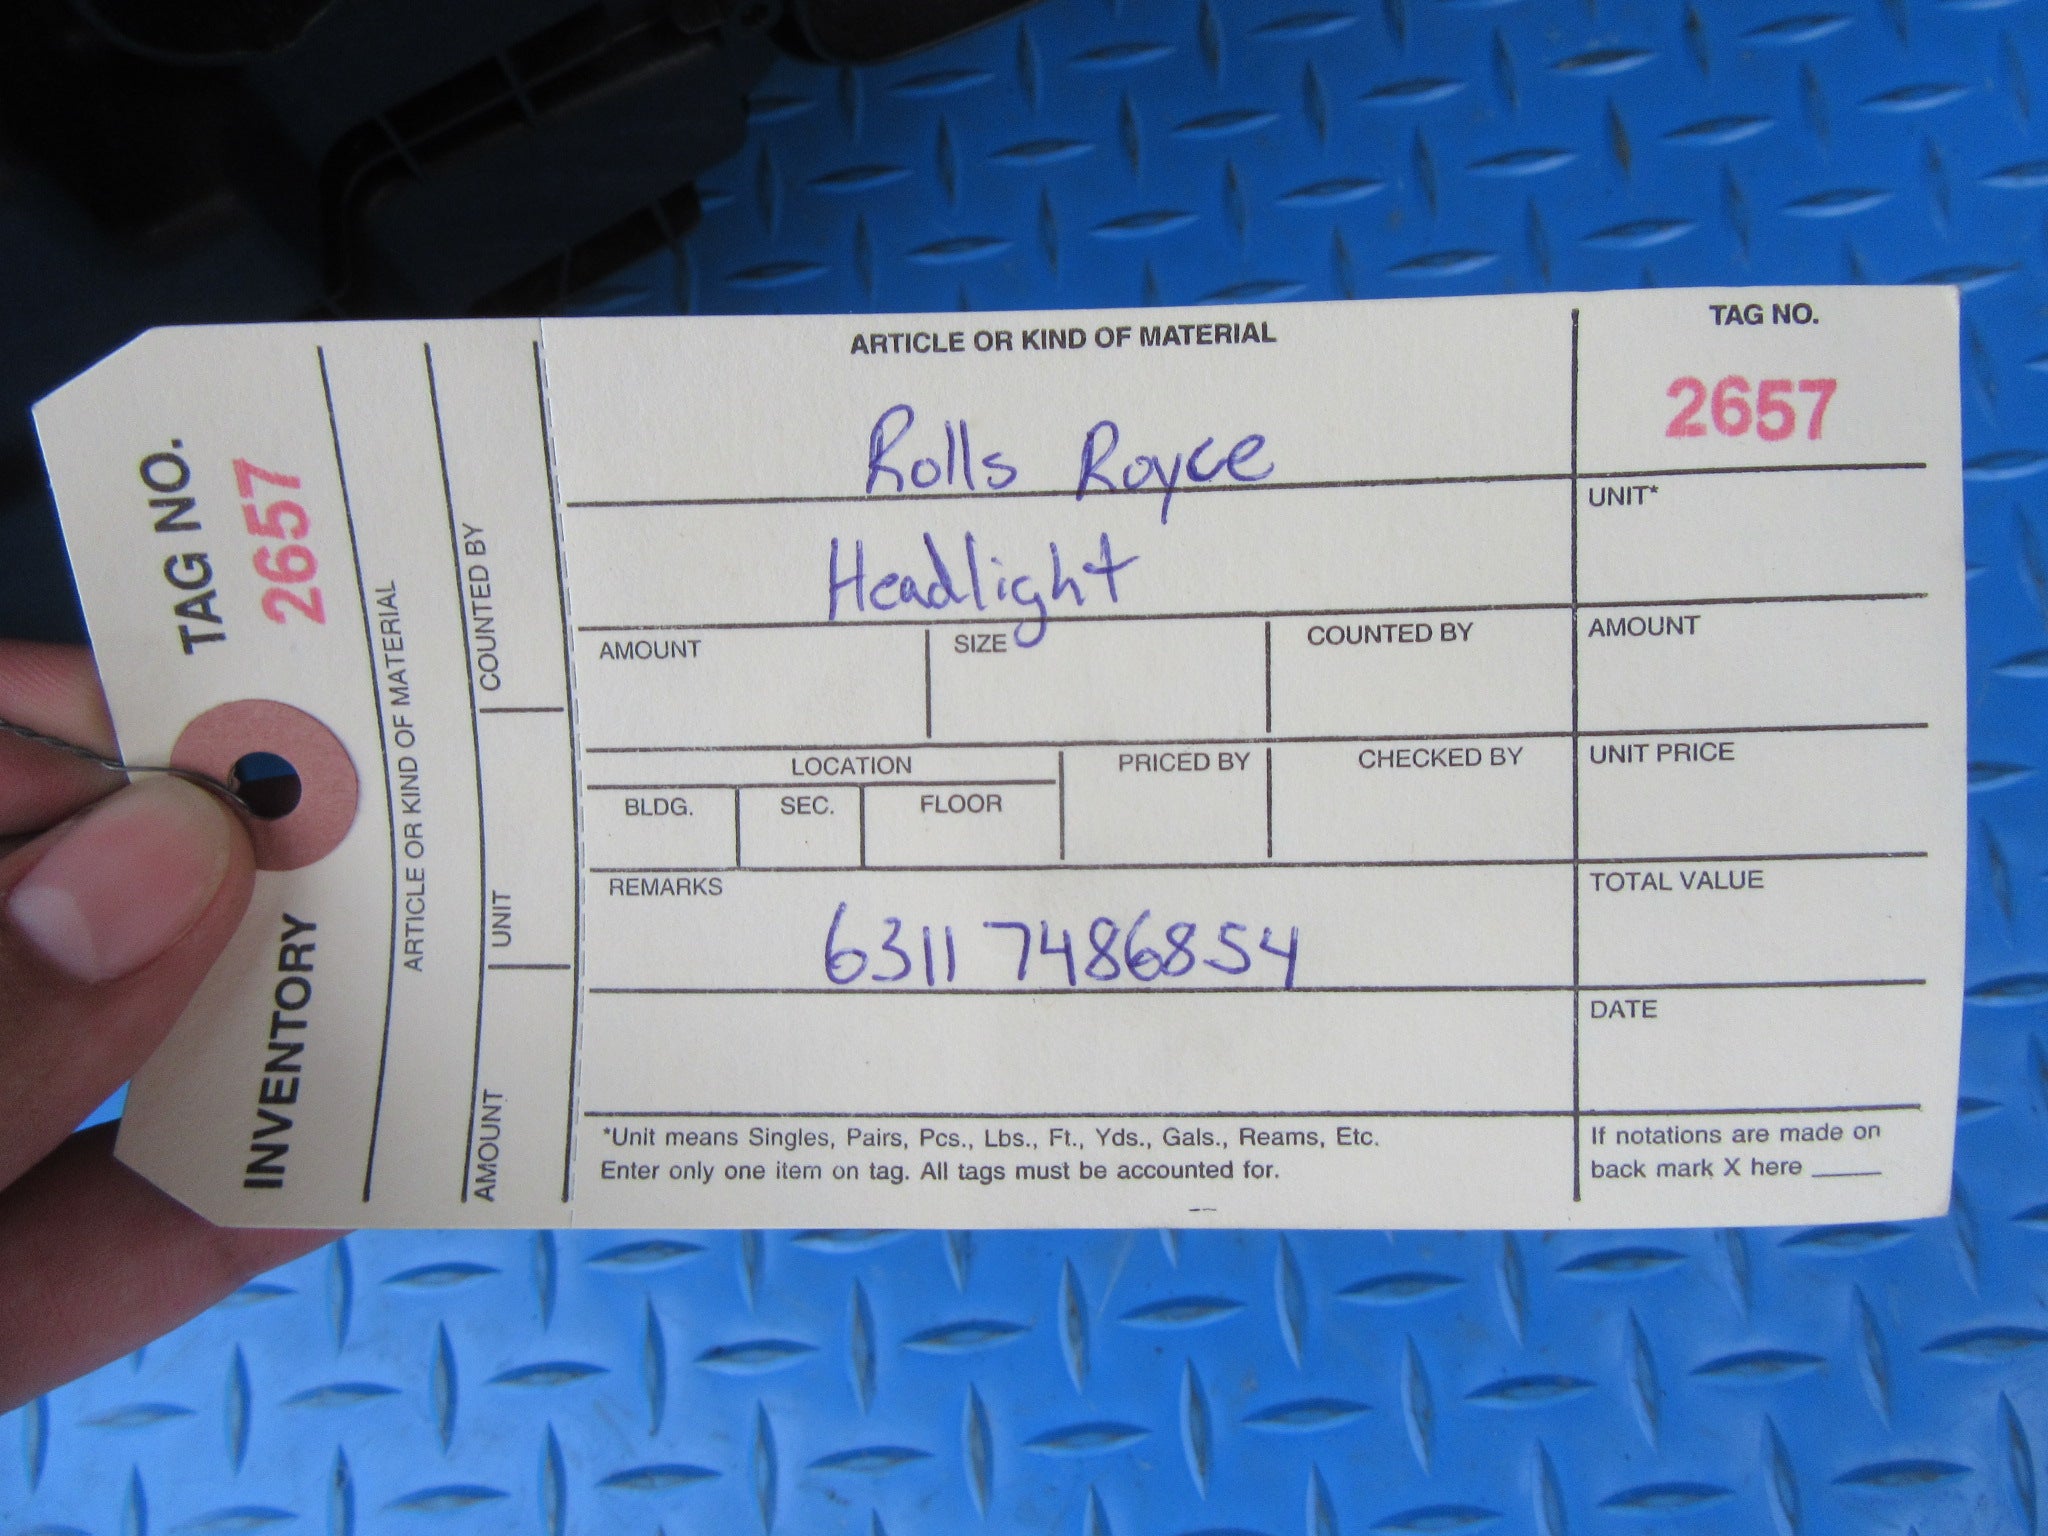 TAG NO.
2657
INVENTORY
ARTICLE OR KIND OF MATERIAL
COUNTED BY
UNIT
AMOUNT
ARTICLE OR KIND OF MATERIAL
Rolls Royce
Headlight
TAG NO.
2657
UNIT*
AMOUNT
SIZE
COUNTED BY
AMOUNT
LOCATION
BLDG.
SEC.
FLOOR
PRICED BY
CHECKED BY
UNIT PRICE
REMARKS
6311 7486854
TOTAL VALUE
DATE
*Unit means Singles, Pairs, Pcs., Lbs., Ft., Yds., Gals., Reams, Etc.
Enter only one item on tag. All tags must be accounted for.
If notations are made on
back mark X here _____